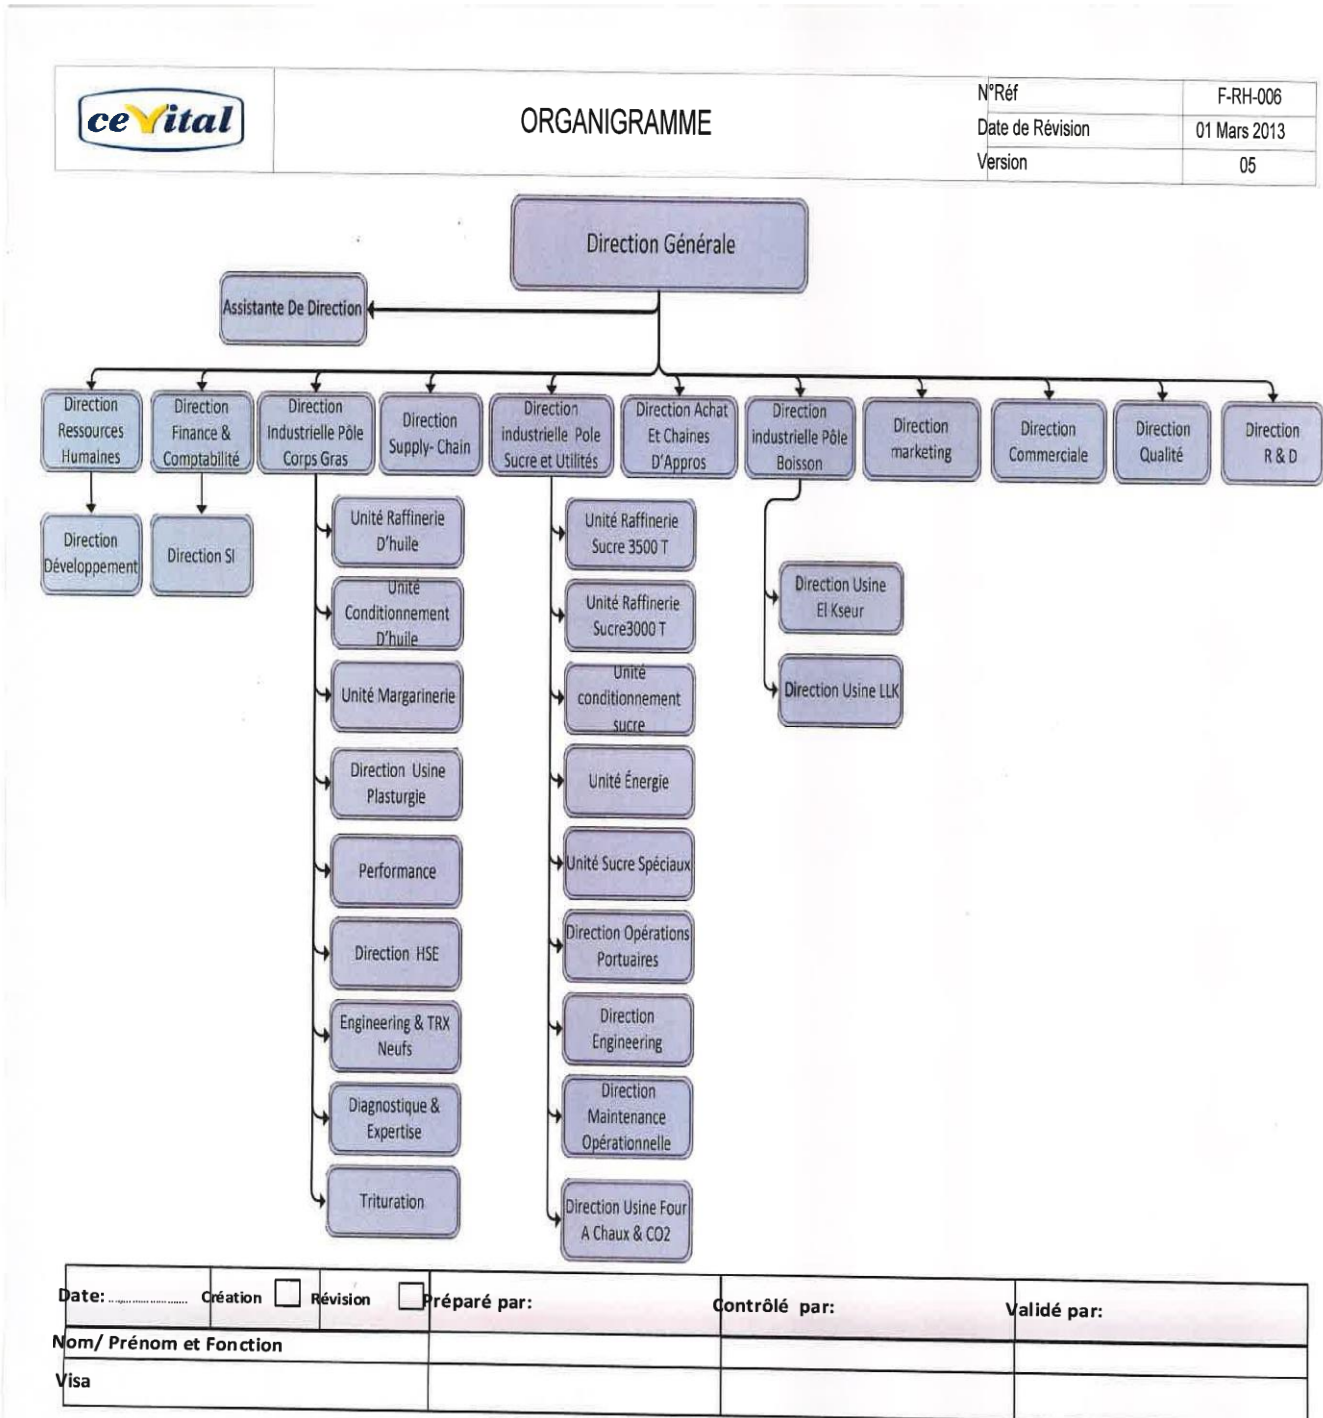 ceVital
ORGANIGRAMME
N°Réf
F-RH-006
Date de Révision
01 Mars 2013
Version
05
Direction Générale
Assistante De Direction
Direction
Ressources
Humaines
Direction
Finance &
Comptabilité
Direction
Industrielle Pôle
Corps Gras
Direction
Supply- Chain
Direction
industrielle Pole
Sucre et Utilités
Direction Achat
Et Chaines
D'Appros
Direction
industrielle Pôle
Boisson
Direction
marketing
Direction
Commerciale
Direction
Qualité
Direction
R & D
Direction
Développement
Direction SI
Unité Raffinerie
D'huile
Unité
Conditionnement
D'huile
Unité Margarinerie
Direction Usine
Plasturgie
Performance
Direction HSE
Engineering & TRX
Neufs
Diagnostique &
Expertise
Trituration
Unité Raffinerie
Sucre 3500 T
Unité Raffinerie
Sucre3000 T
Unité
conditionnement
sucre
Unité Énergie
Unité Sucre Spéciaux
Direction Opérations
Portuaires
Direction
Engineering
Direction
Maintenance
Opérationnelle
Direction Usine Four
A Chaux & CO2
Direction Usine
El Kseur
Direction Usine LLK
Date: ........................ Création Révision Préparé par: Contrôlé par: Validé par:
Nom/ Prénom et Fonction
Visa